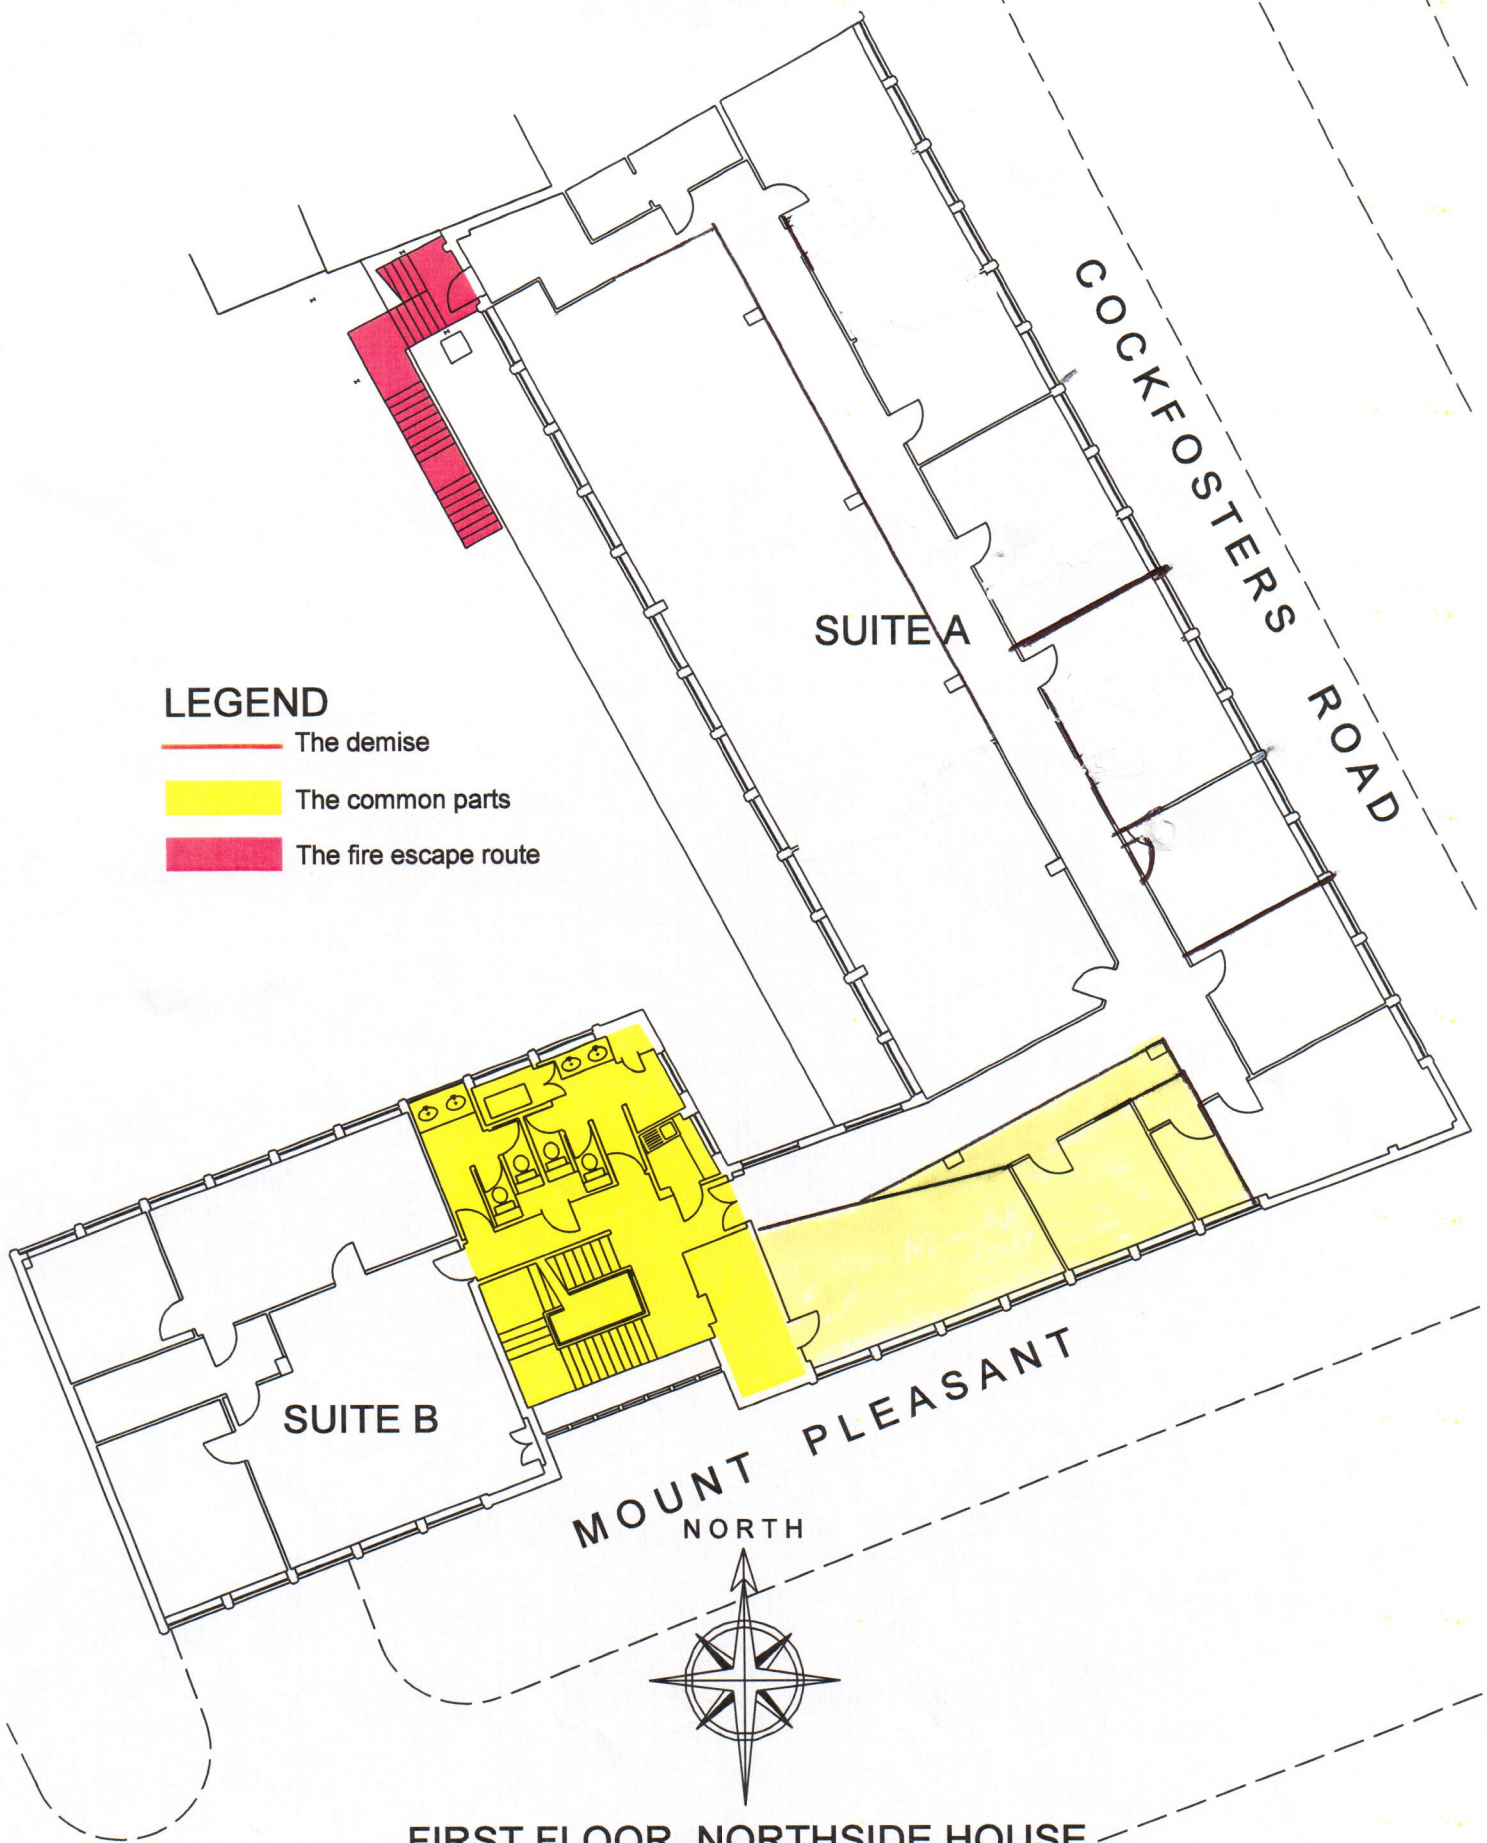 COCKFOSTERS ROAD
SUITE A
LEGEND
The demise
The common parts
The fire escape route
SUITE B
MOUNT PLEASANT
NORTH
FIRST FLOOR, NORTHSIDE HOUSE